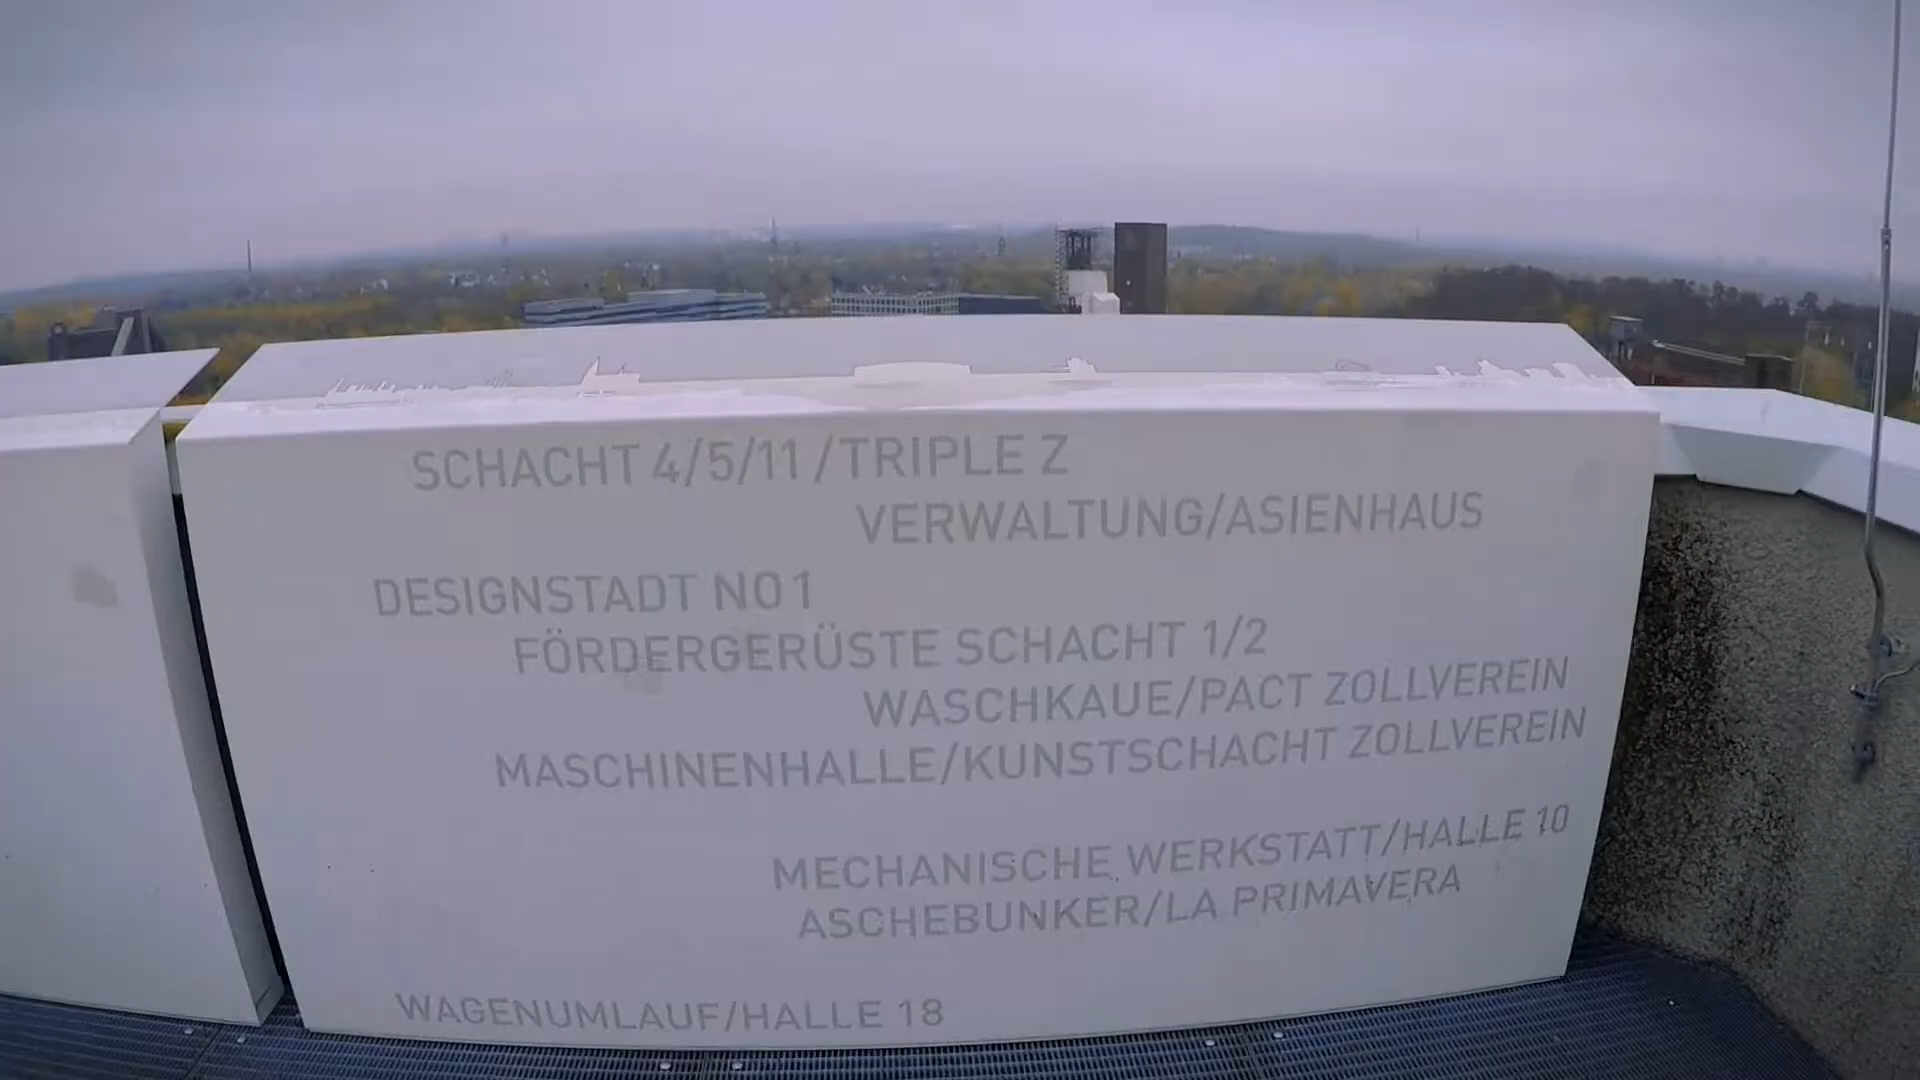 SCHACHT 4/5/11 / TRIPLE Z
VERWALTUNG/ASIENHAUS
DESIGNSTADT NO 1
FÖRDERGERÜSTE SCHACHT 1/2
WASCHKAUE/PACT ZOLLVEREIN
MASCHINENHALLE/KUNSTSCHACHT ZOLLVEREIN
MECHANISCHE WERKSTATT/HALLE 10
ASCHEBUNKER/LA PRIMAVERA
WAGENUMLAUF/HALLE 18